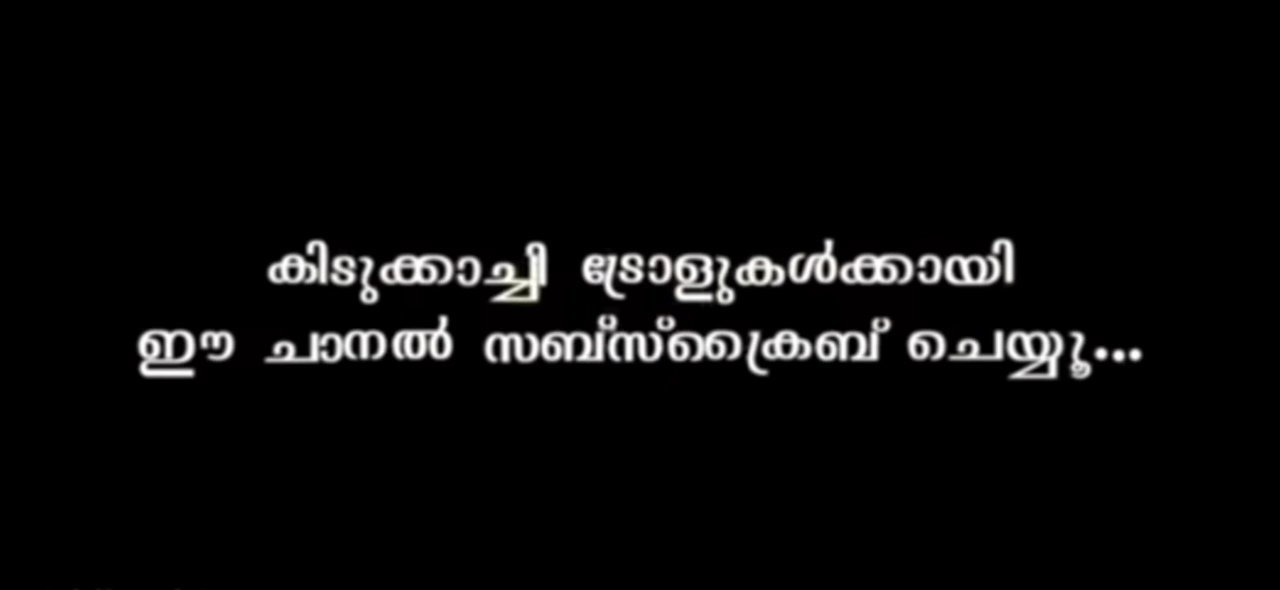 കിടുക്കാച്ചി ട്രോളുകൾക്കായി
ഈ ചാനൽ സബ്സ്ക്രൈബ് ചെയ്യൂ...